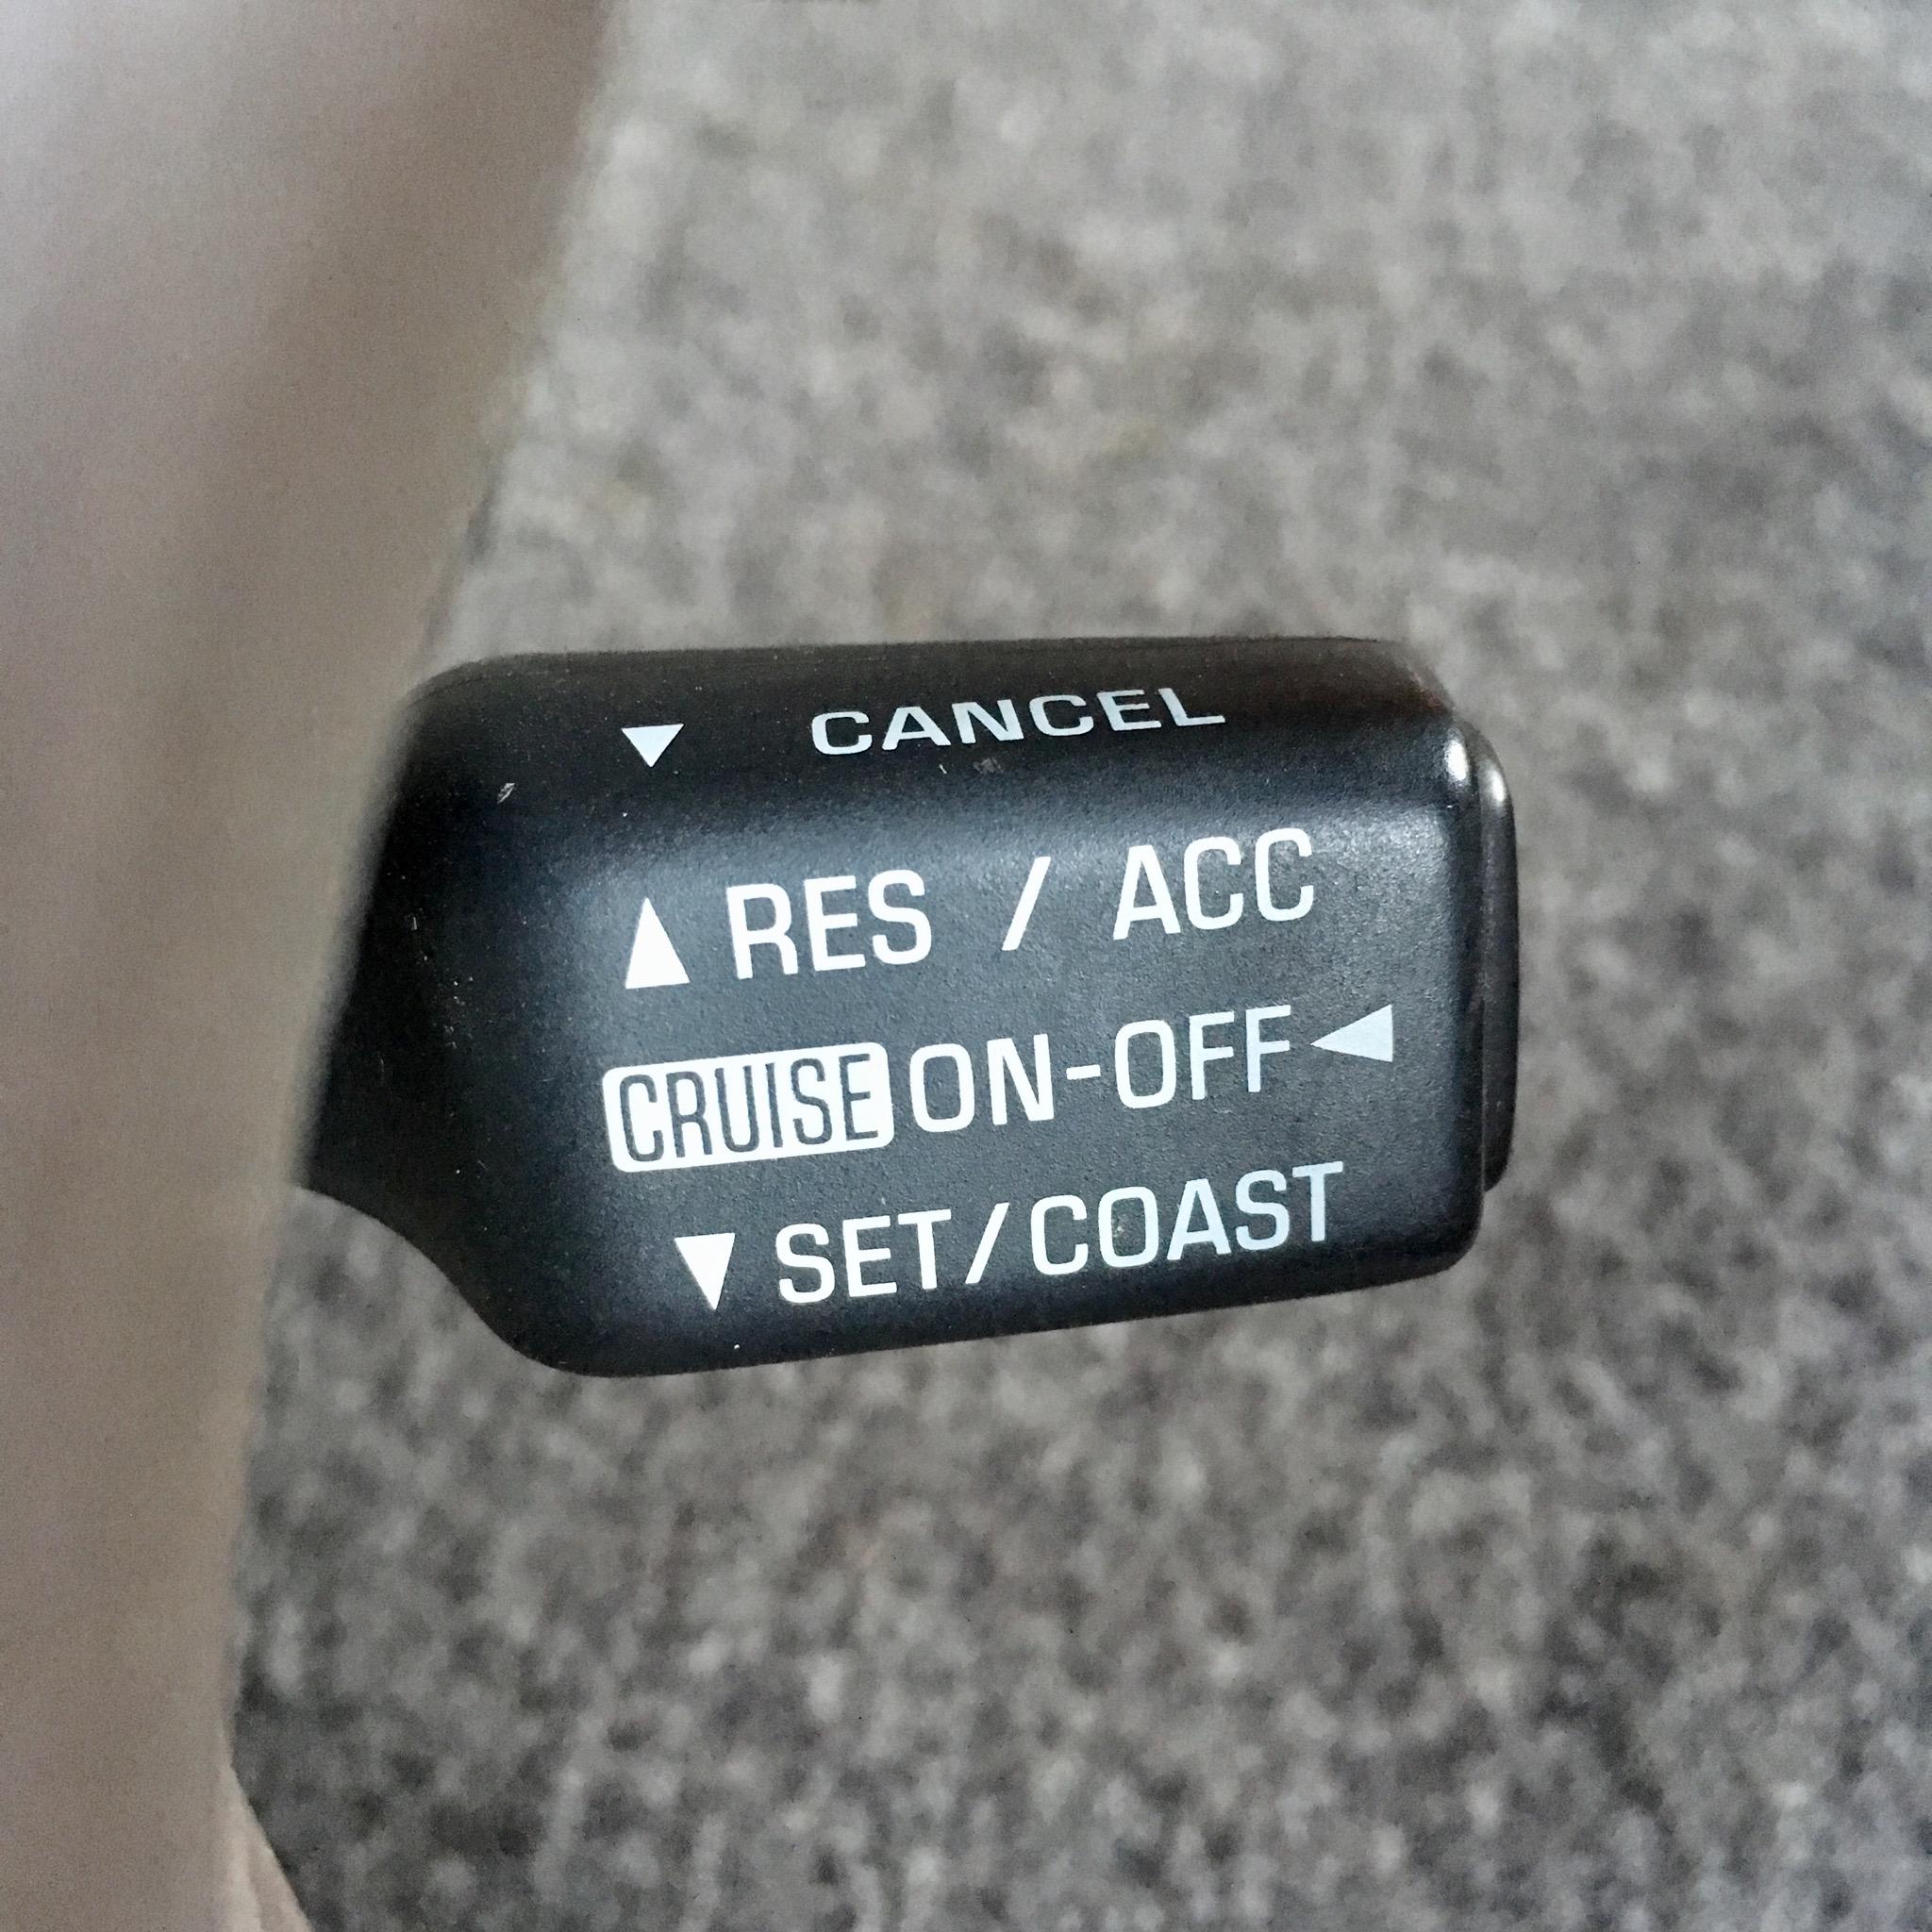 ▼ CANCEL
▲ RES / ACC
CRUISE ON-OFF ◀
▼ SET/COAST